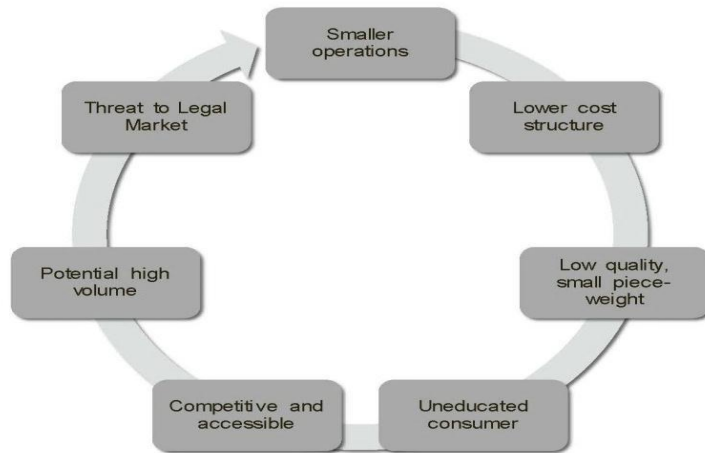 Smaller
operations
Lower cost
structure
Low quality,
small piece-
weight
Uneducated
consumer
Competitive and
accessible
Potential high
volume
Threat to Legal
Market